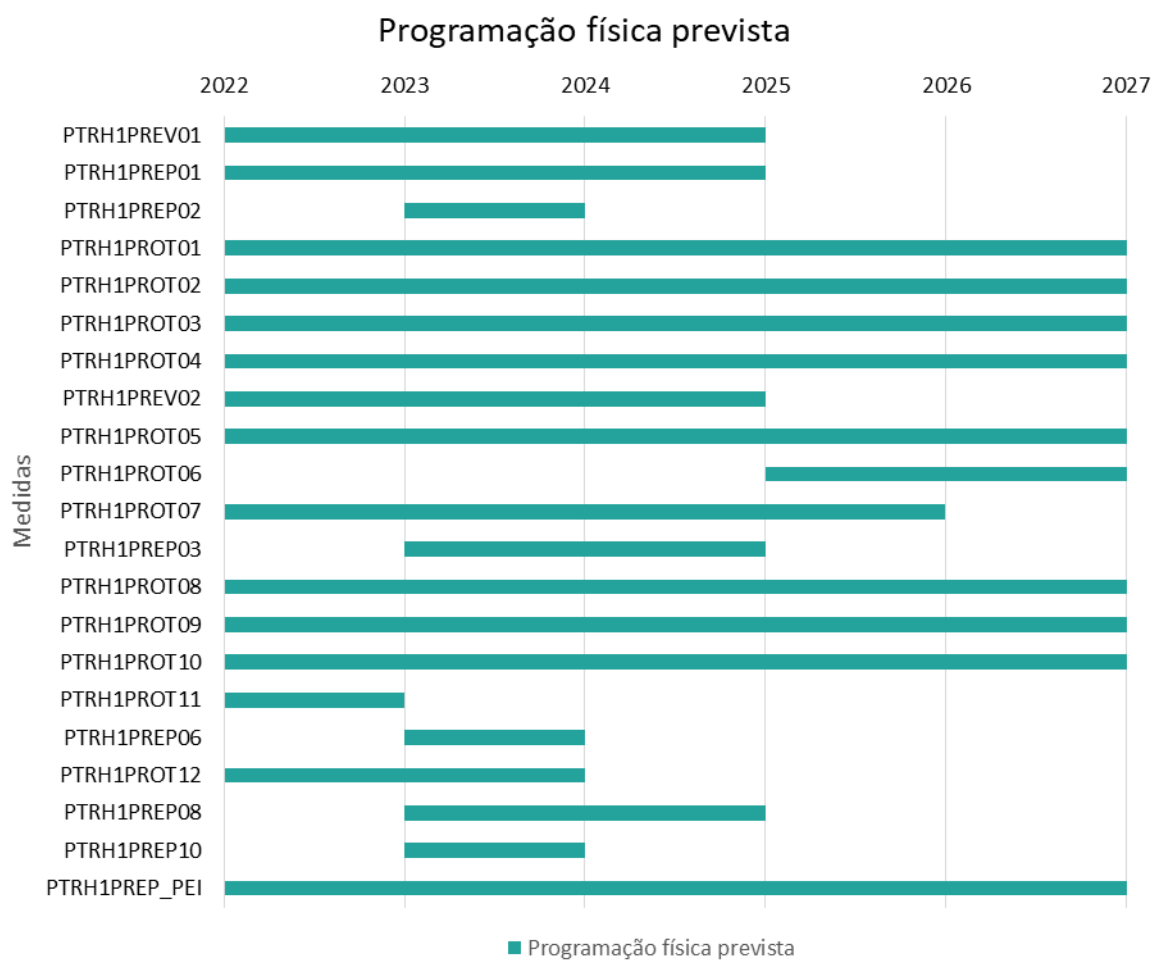 Programação física prevista
2022 2023 2024 2025 2026 2027
PTRH1PREV01
PTRH1PREP01
PTRH1PREP02
PTRH1PROT01
PTRH1PROT02
PTRH1PROT03
PTRH1PROT04
PTRH1PREV02
PTRH1PROT05
PTRH1PROT06
PTRH1PROT07
PTRH1PREP03
PTRH1PROT08
PTRH1PROT09
PTRH1PROT10
PTRH1PROT11
PTRH1PREP06
PTRH1PROT12
PTRH1PREP08
PTRH1PREP10
PTRH1PREP_PEI
Medidas
Programação física prevista